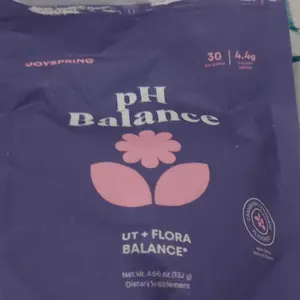 JOYSPRING
30 | 4.4g
pH
Balance
UT + FLORA
BALANCE*
Net Wt. 4.66 oz (132 g)
Dietary Supplement